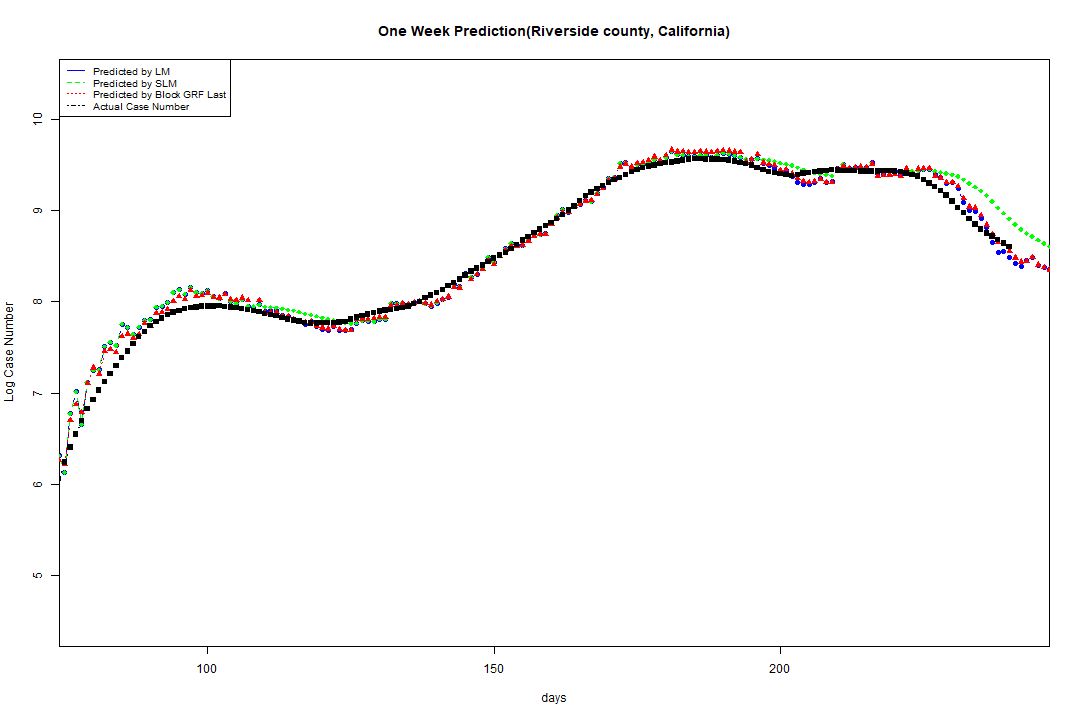 One Week Prediction(Riverside county, California)
Predicted by LM
Predicted by SLM
Predicted by Block GRF Last
Actual Case Number
10
9
8
7
6
5
Log Case Number
100 150 200
days